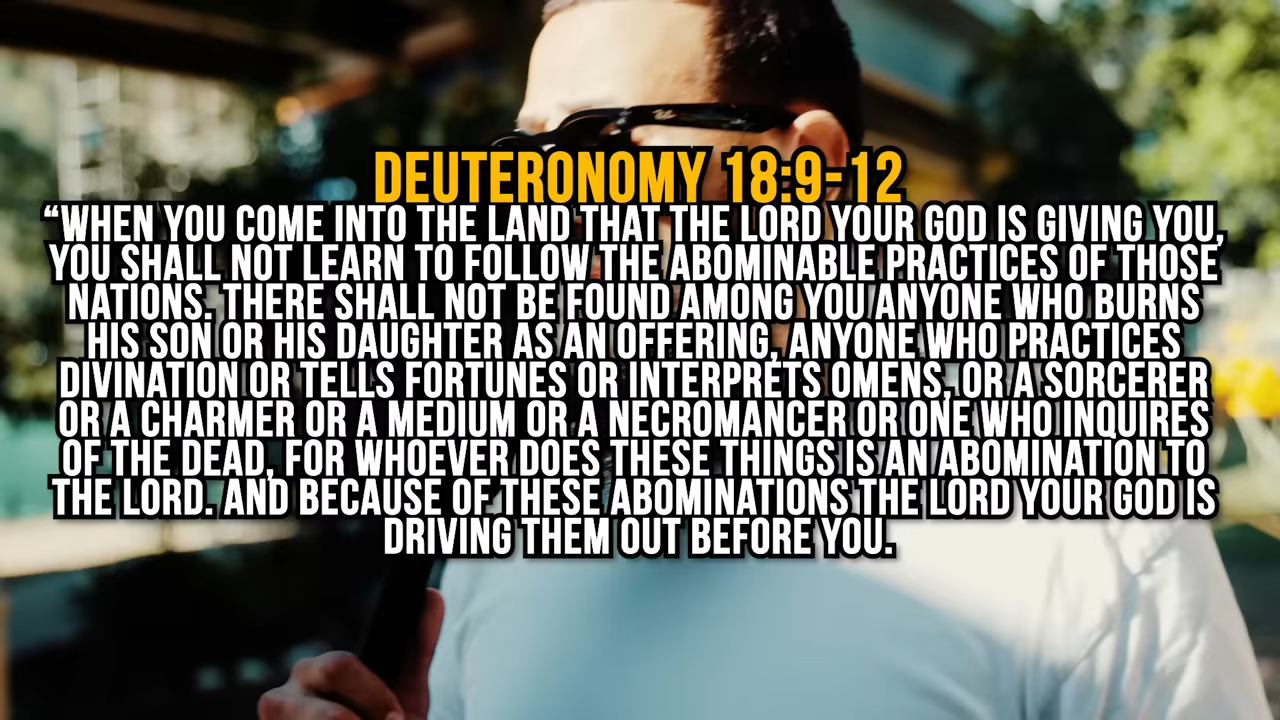 DEUTERONOMY 18:9-12
“WHEN YOU COME INTO THE LAND THAT THE LORD YOUR GOD IS GIVING YOU,
YOU SHALL NOT LEARN TO FOLLOW THE ABOMINABLE PRACTICES OF THOSE
NATIONS. THERE SHALL NOT BE FOUND AMONG YOU ANYONE WHO BURNS
HIS SON OR HIS DAUGHTER AS AN OFFERING, ANYONE WHO PRACTICES
DIVINATION OR TELLS FORTUNES OR INTERPRETS OMENS, OR A SORCERER
OR A CHARMER OR A MEDIUM OR A NECROMANCER OR ONE WHO INQUIRES
OF THE DEAD, FOR WHOEVER DOES THESE THINGS IS AN ABOMINATION TO
THE LORD. AND BECAUSE OF THESE ABOMINATIONS THE LORD YOUR GOD IS
DRIVING THEM OUT BEFORE YOU.